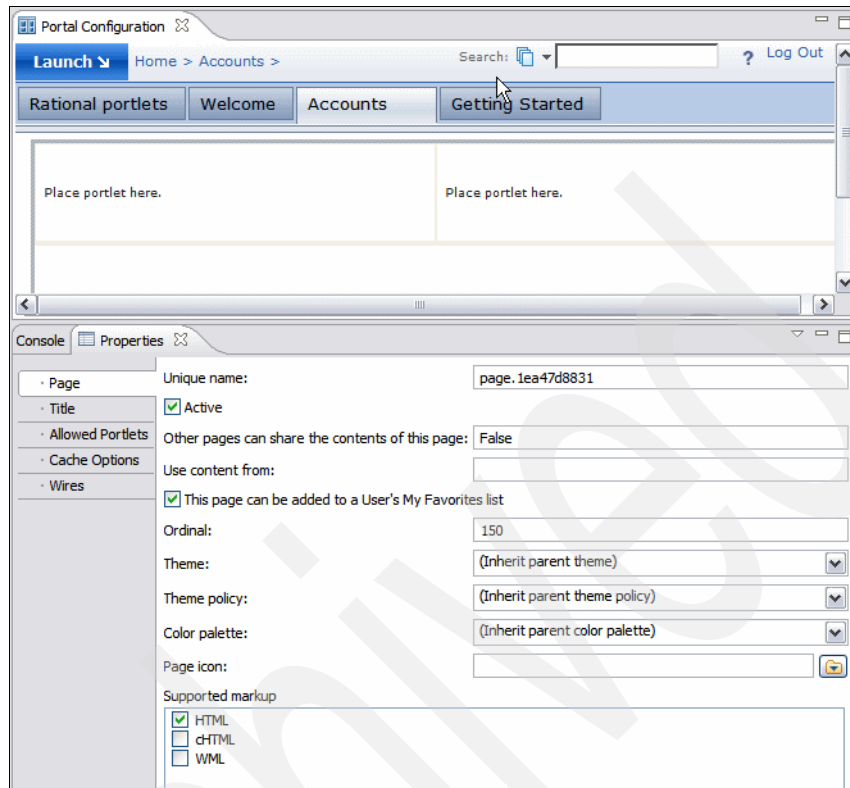 Portal Configuration
Launch Home > Accounts > Search: ? Log Out
Rational portlets Welcome Accounts Getting Started
Place portlet here. Place portlet here.
Console Properties
Page
Title
Allowed Portlets
Cache Options
Wires
Unique name: page.1ea47d8831
Active
Other pages can share the contents of this page: False
Use content from:
This page can be added to a User's My Favorites list
Ordinal: 150
Theme: (Inherit parent theme)
Theme policy: (Inherit parent theme policy)
Color palette: (Inherit parent color palette)
Page icon:
Supported markup
HTML
cHTML
WML